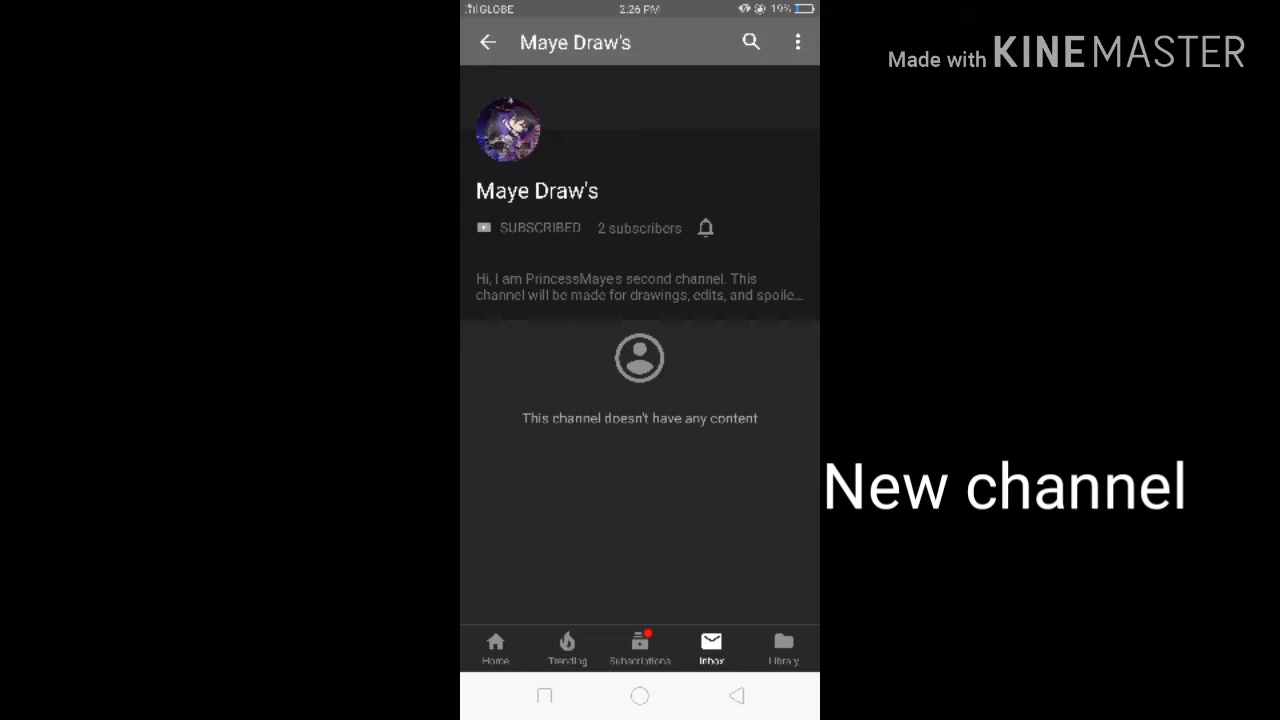 GLOBE 2:26 PM 19%
Maye Draw's
Made with KINEMASTER
Maye Draw's
SUBSCRIBED 2 subscribers
Hi, I am PrincessMaye's second channel. This
channel will be made for drawings, edits, and spoile...
This channel doesn't have any content
New channel
Home Trending Subscriptions Inbox Library